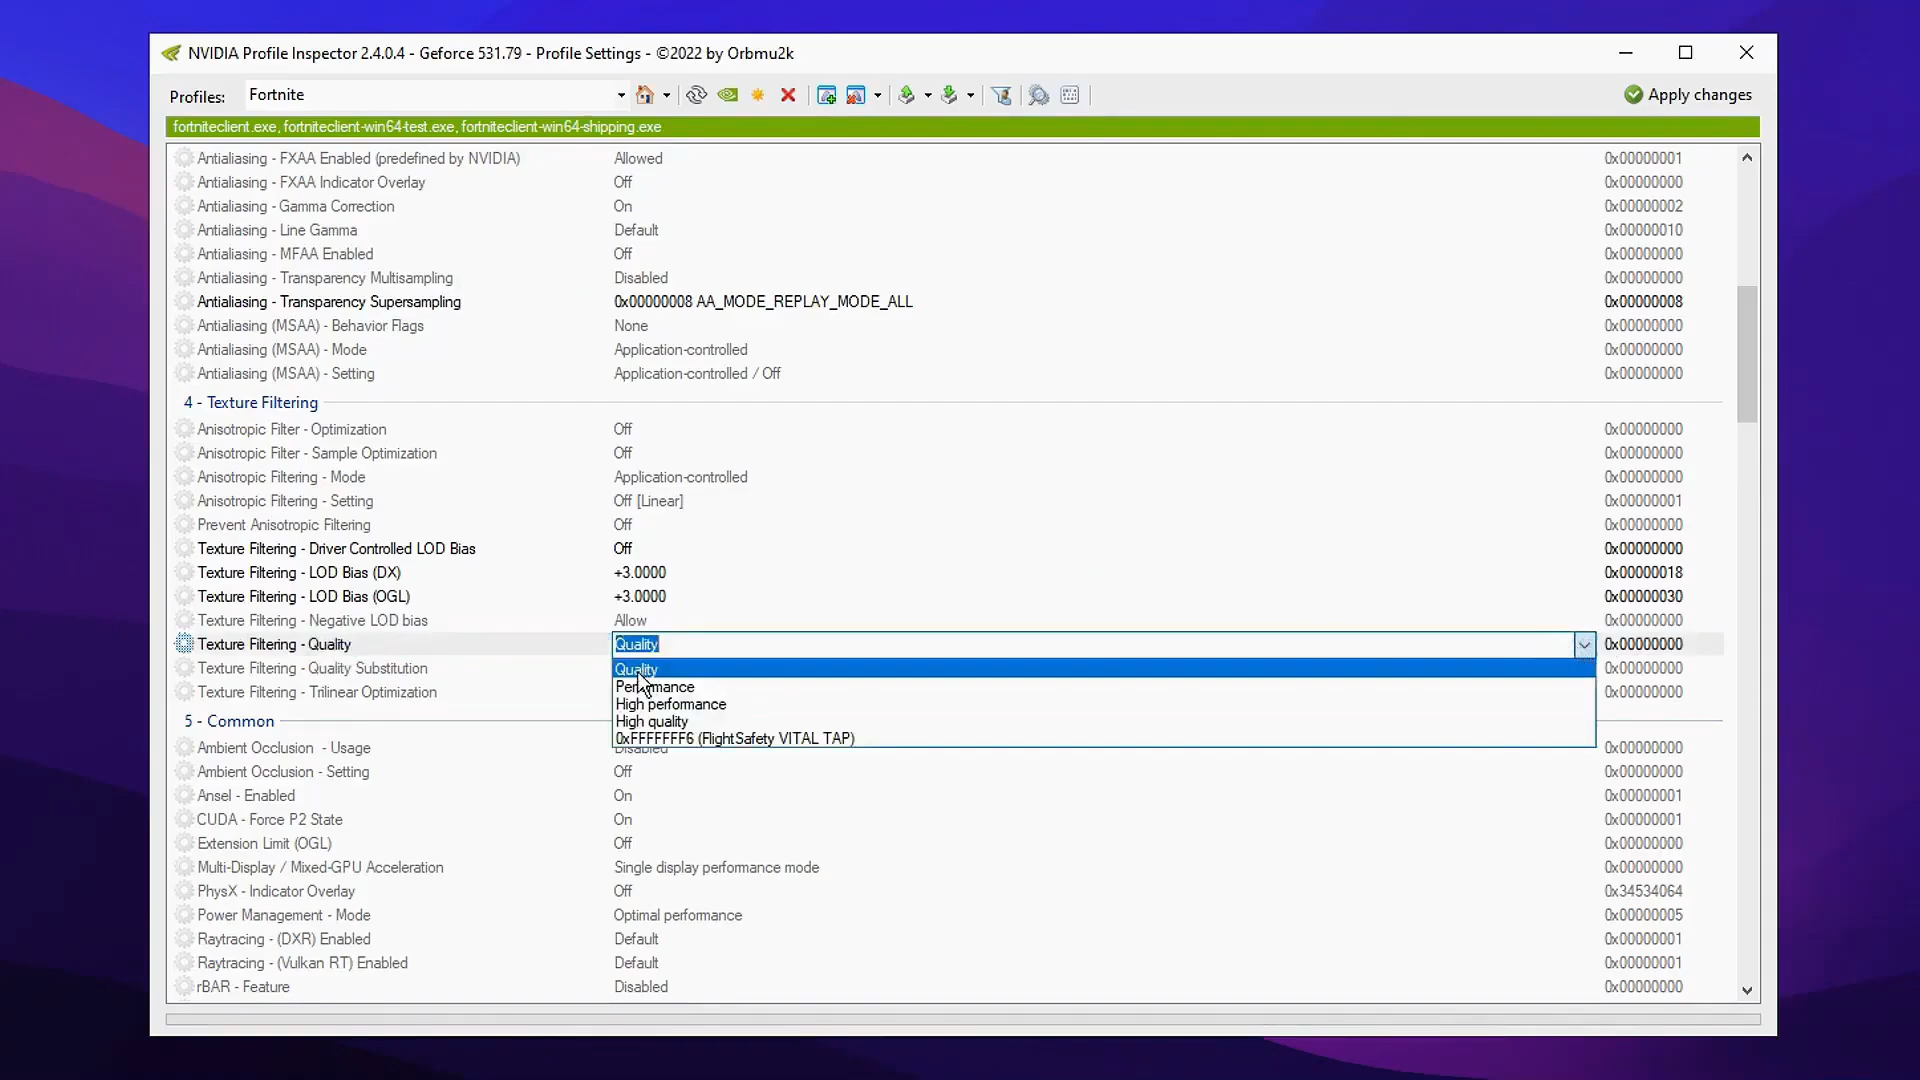 NVIDIA Profile Inspector 2.4.0.4 - Geforce 531.79 - Profile Settings - ©2022 by Orbmu2k
Profiles: Fortnite Apply changes
fortniteclient.exe, fortniteclient-win64-test.exe, fortniteclient-win64-shipping.exe
Antialiasing - FXAA Enabled (predefined by NVIDIA) Allowed 0x00000001
Antialiasing - FXAA Indicator Overlay Off 0x00000000
Antialiasing - Gamma Correction On 0x00000002
Antialiasing - Line Gamma Default 0x00000010
Antialiasing - MFAA Enabled Off 0x00000000
Antialiasing - Transparency Multisampling Disabled 0x00000000
Antialiasing - Transparency Supersampling 0x00000008 AA_MODE_REPLAY_MODE_ALL 0x00000008
Antialiasing (MSAA) - Behavior Flags None 0x00000000
Antialiasing (MSAA) - Mode Application-controlled 0x00000000
Antialiasing (MSAA) - Setting Application-controlled / Off 0x00000000
4 - Texture Filtering
Anisotropic Filter - Optimization Off 0x00000000
Anisotropic Filter - Sample Optimization Off 0x00000000
Anisotropic Filtering - Mode Application-controlled 0x00000000
Anisotropic Filtering - Setting Off [Linear] 0x00000001
Prevent Anisotropic Filtering Off 0x00000000
Texture Filtering - Driver Controlled LOD Bias Off 0x00000000
Texture Filtering - LOD Bias (DX) +3.0000 0x00000018
Texture Filtering - LOD Bias (OGL) +3.0000 0x00000030
Texture Filtering - Negative LOD bias Allow 0x00000000
Texture Filtering - Quality Quality 0x00000000
Texture Filtering - Quality Substitution Quality 0x00000000
Texture Filtering - Trilinear Optimization Performance 0x00000000
High performance
5 - Common High quality
0xFFFFFFF6 (FlightSafety VITAL TAP)
Ambient Occlusion - Usage Disabled 0x00000000
Ambient Occlusion - Setting Off 0x00000000
Ansel - Enabled On 0x00000001
CUDA - Force P2 State On 0x00000001
Extension Limit (OGL) Off 0x00000000
Multi-Display / Mixed-GPU Acceleration Single display performance mode 0x00000000
PhysX - Indicator Overlay Off 0x34534064
Power Management - Mode Optimal performance 0x00000005
Raytracing - (DXR) Enabled Default 0x00000001
Raytracing - (Vulkan RT) Enabled Default 0x00000001
rBAR - Feature Disabled 0x00000000